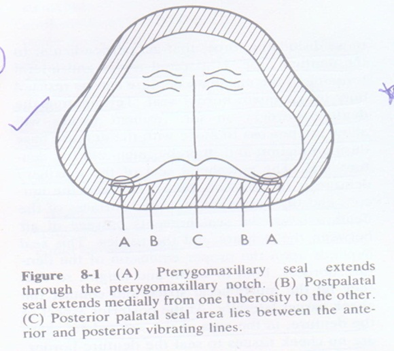 A B C B A
Figure 8-1 (A) Pterygomaxillary seal extends
through the pterygomaxillary notch. (B) Postpalatal
seal extends medially from one tuberosity to the other.
(C) Posterior palatal seal area lies between the ante-
rior and posterior vibrating lines.